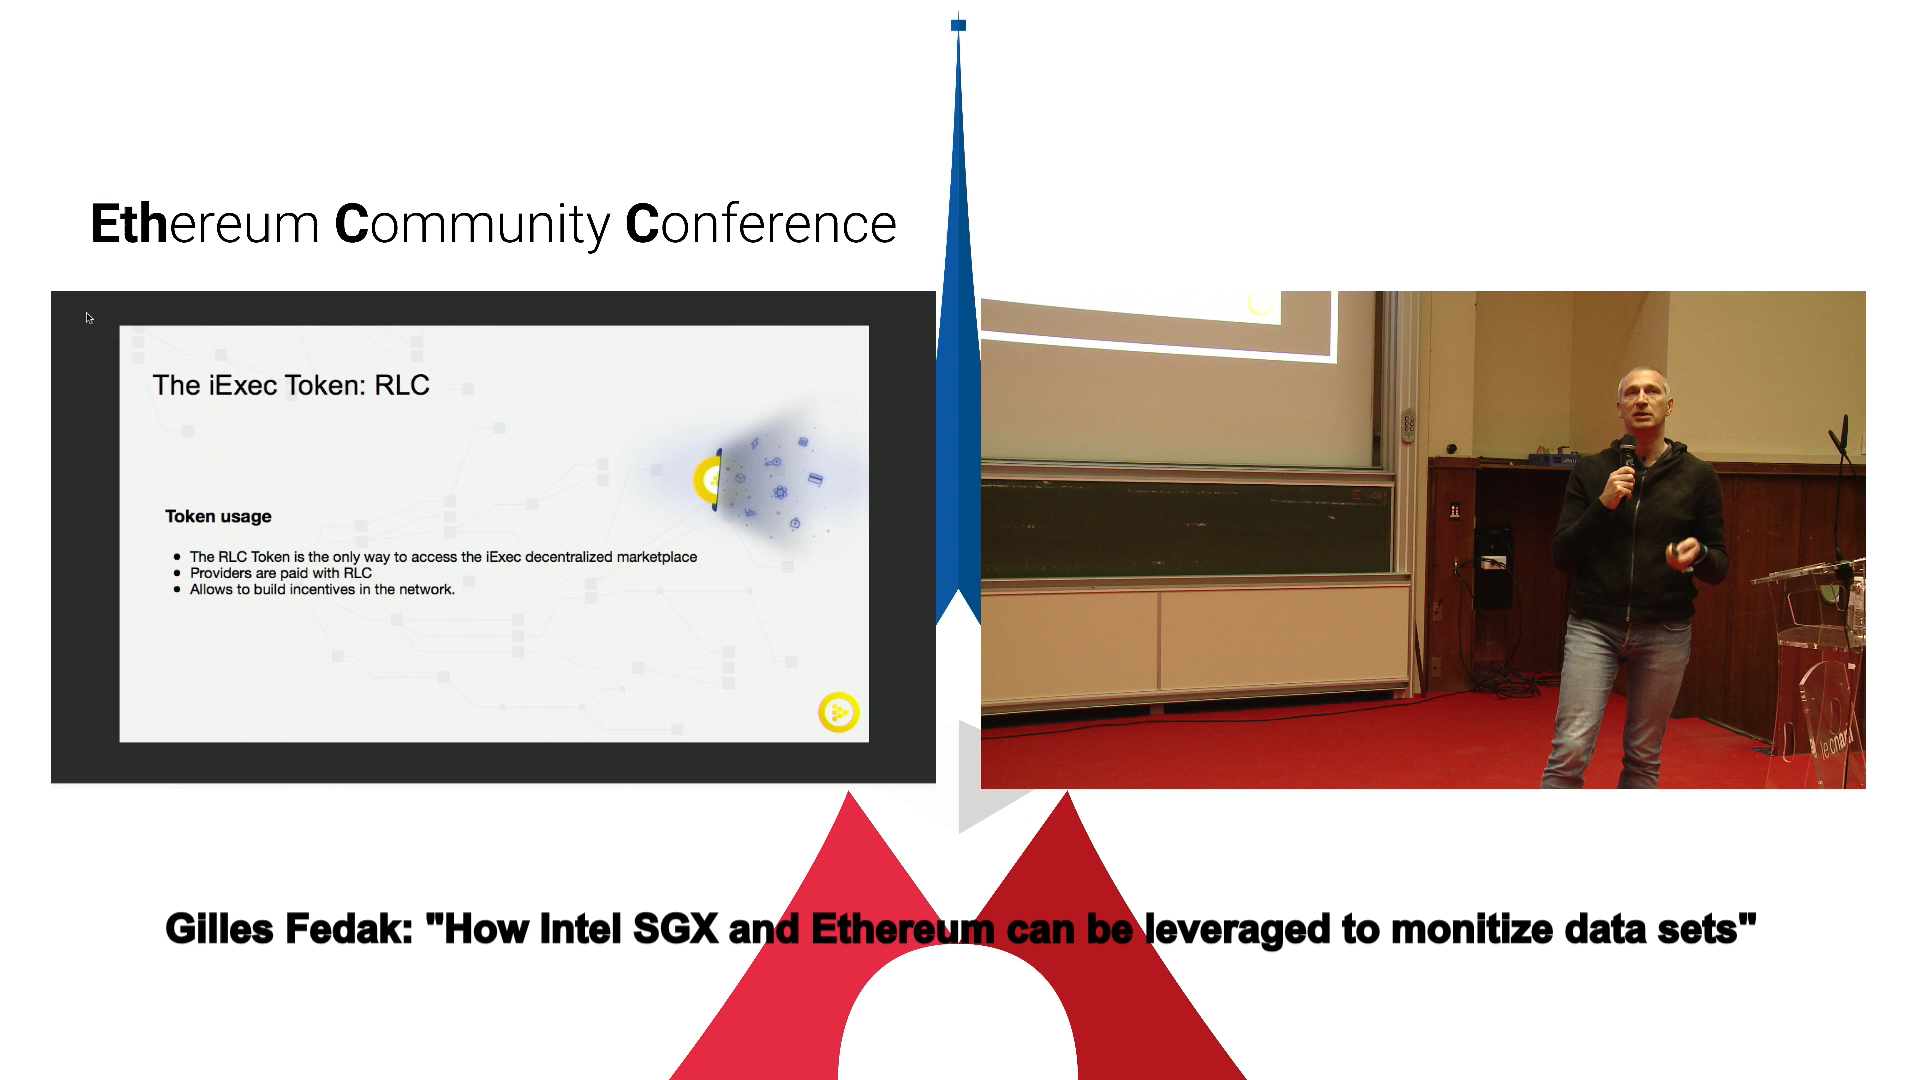 Ethereum Community Conference
The iExec Token: RLC
Token usage
The RLC Token is the only way to access the iExec decentralized marketplace
Providers are paid with RLC
Allows to build incentives in the network.
le cnam
Gilles Fedak: "How Intel SGX and Ethereum can be leveraged to monitize data sets"